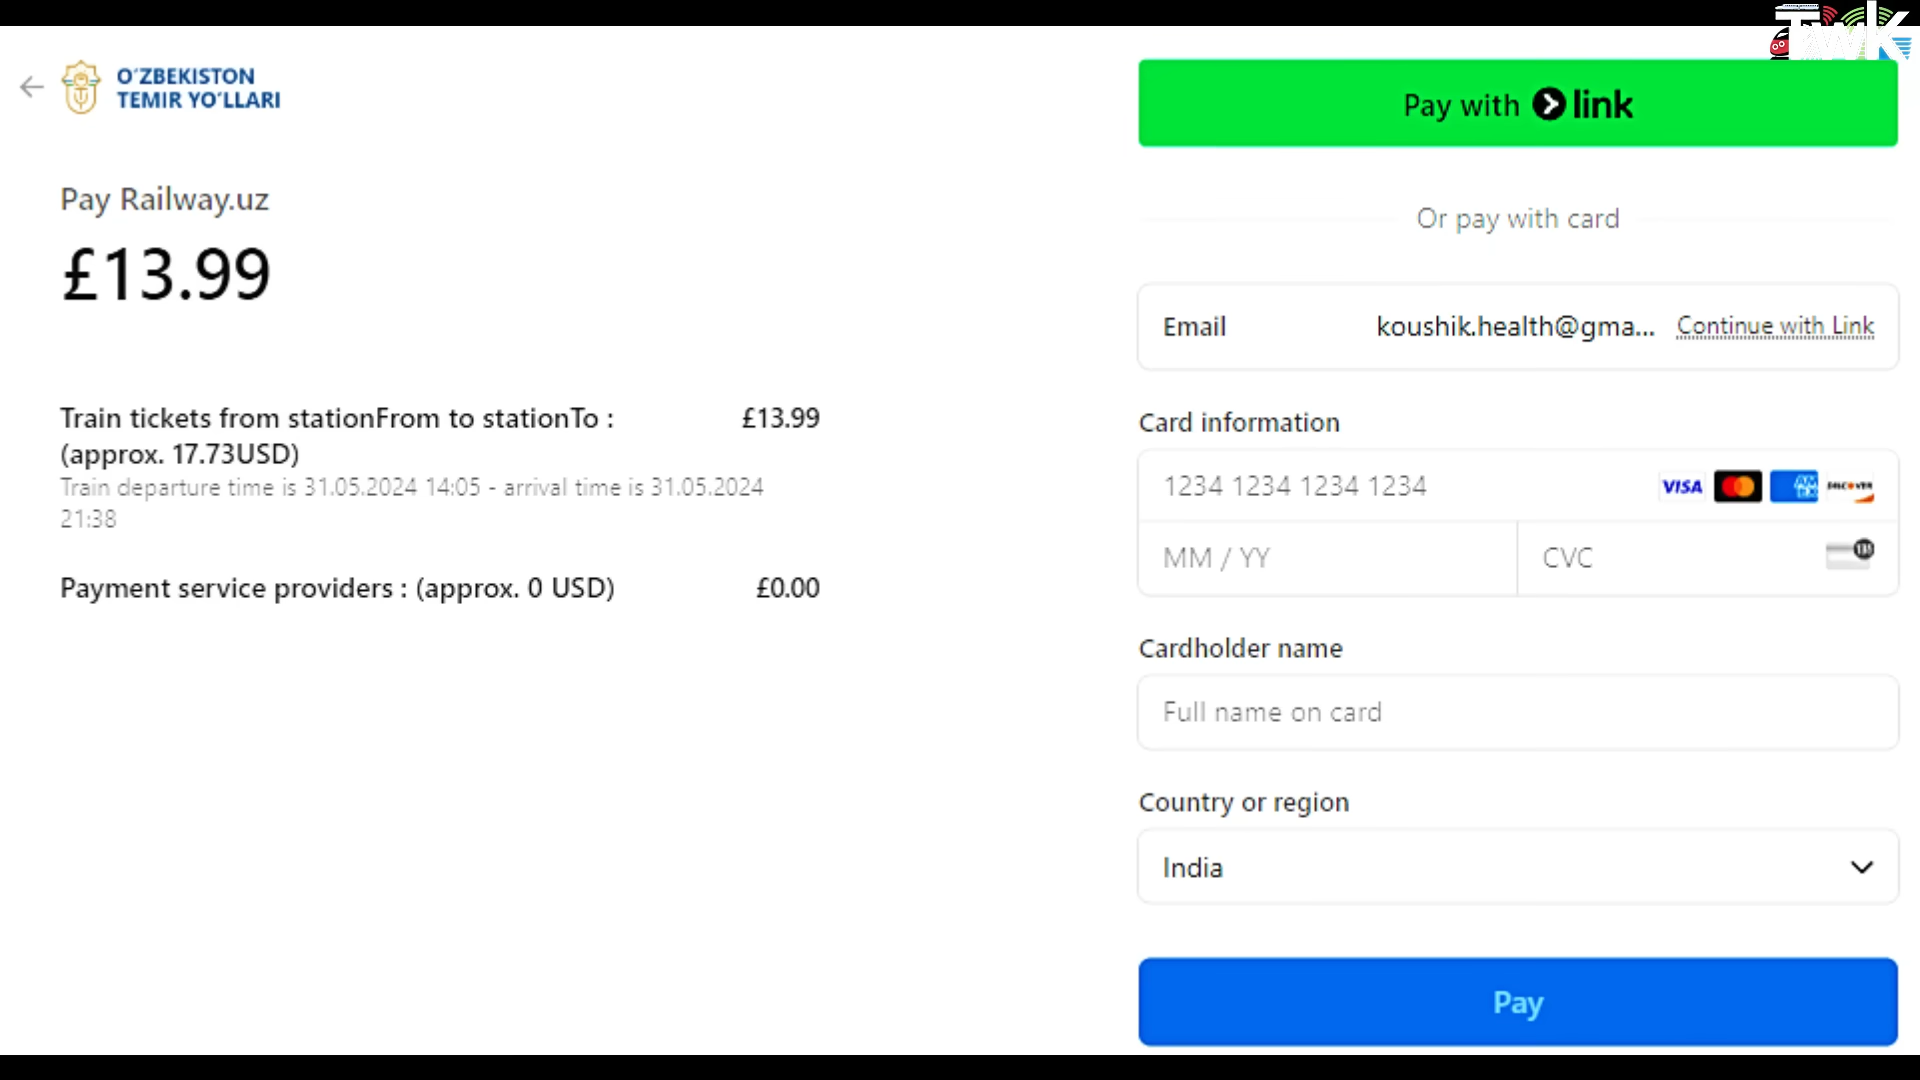 Twk
O‘ZBEKISTON
TEMIR YO‘LLARI
Pay Railway.uz
£13.99
Train tickets from stationFrom to stationTo : £13.99
(approx. 17.73USD)
Train departure time is 31.05.2024 14:05 - arrival time is 31.05.2024
21:38
Payment service providers : (approx. 0 USD) £0.00
Pay with link
Or pay with card
Email koushik.health@gma... Continue with Link
Card information
1234 1234 1234 1234 VISA AMEX DISCOVER
MM / YY CVC
Cardholder name
Full name on card
Country or region
India
Pay